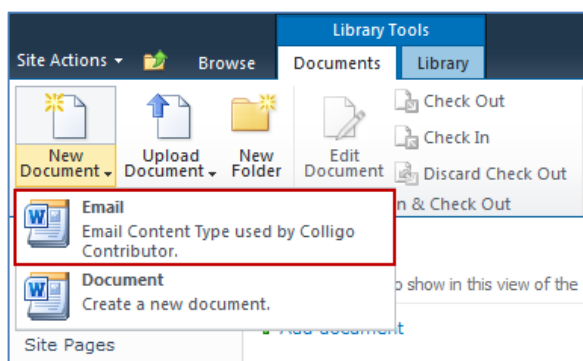 Library Tools
Site Actions Browse Documents Library
New Document
Upload Document
New Folder
Edit Document
Check Out
Check In
Discard Check Out
n & Check Out
Email
Email Content Type used by Colligo
Contributor.
Document
Create a new document.
o show in this view of the
Add document
Site Pages